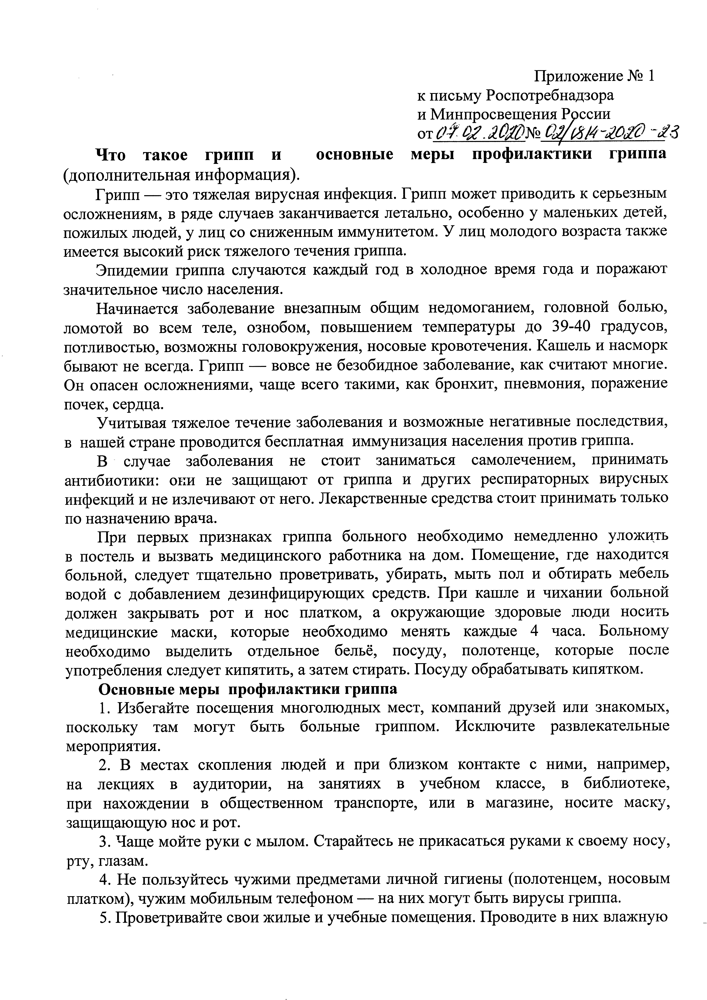 Приложение № 1
к письму Роспотребнадзора
и Минпросвещения России
от 07.02.2020 № 02/1814-2020-23
Что такое грипп и основные меры профилактики гриппа
(дополнительная информация).
Грипп — это тяжелая вирусная инфекция. Грипп может приводить к серьезным
осложнениям, в ряде случаев заканчивается летально, особенно у маленьких детей,
пожилых людей, у лиц со сниженным иммунитетом. У лиц молодого возраста также
имеется высокий риск тяжелого течения гриппа.
Эпидемии гриппа случаются каждый год в холодное время года и поражают
значительное число населения.
Начинается заболевание внезапным общим недомоганием, головной болью,
ломотой во всем теле, ознобом, повышением температуры до 39-40 градусов,
потливостью, возможны головокружения, носовые кровотечения. Кашель и насморк
бывают не всегда. Грипп — вовсе не безобидное заболевание, как считают многие.
Он опасен осложнениями, чаще всего такими, как бронхит, пневмония, поражение
почек, сердца.
Учитывая тяжелое течение заболевания и возможные негативные последствия,
в нашей стране проводится бесплатная иммунизация населения против гриппа.
В случае заболевания не стоит заниматься самолечением, принимать
антибиотики: они не защищают от гриппа и других респираторных вирусных
инфекций и не излечивают от него. Лекарственные средства стоит принимать только
по назначению врача.
При первых признаках гриппа больного необходимо немедленно уложить
в постель и вызвать медицинского работника на дом. Помещение, где находится
больной, следует тщательно проветривать, убирать, мыть пол и обтирать мебель
водой с добавлением дезинфицирующих средств. При кашле и чихании больной
должен закрывать рот и нос платком, а окружающие здоровые люди носить
медицинские маски, которые необходимо менять каждые 4 часа. Больному
необходимо выделить отдельное бельё, посуду, полотенце, которые после
употребления следует кипятить, а затем стирать. Посуду обрабатывать кипятком.
Основные меры профилактики гриппа
1. Избегайте посещения многолюдных мест, компаний друзей или знакомых,
поскольку там могут быть больные гриппом. Исключите развлекательные
мероприятия.
2. В местах скопления людей и при близком контакте с ними, например,
на лекциях в аудитории, на занятиях в учебном классе, в библиотеке,
при нахождении в общественном транспорте, или в магазине, носите маску,
защищающую нос и рот.
3. Чаще мойте руки с мылом. Старайтесь не прикасаться руками к своему носу,
рту, глазам.
4. Не пользуйтесь чужими предметами личной гигиены (полотенцем, носовым
платком), чужим мобильным телефоном — на них могут быть вирусы гриппа.
5. Проветривайте свои жилые и учебные помещения. Проводите в них влажную